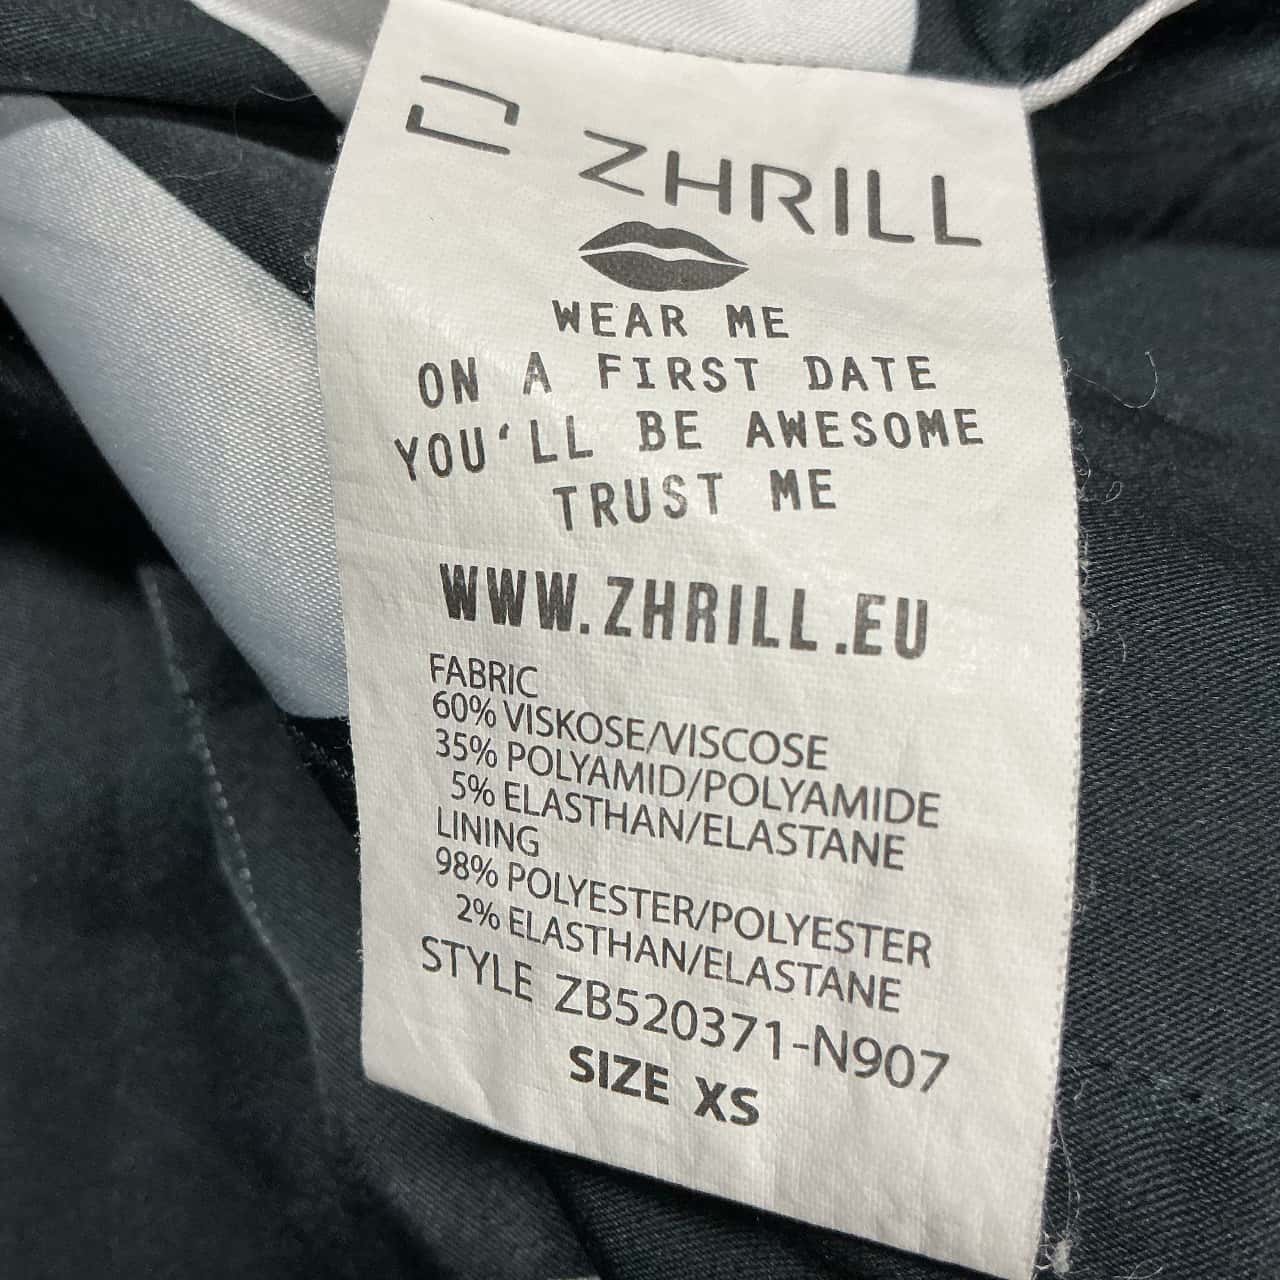 ZHRILL
WEAR ME
ON A FIRST DATE
YOU'LL BE AWESOME
TRUST ME
WWW.ZHRILL.EU
FABRIC
60% VISKOSE/VISCOSE
35% POLYAMID/POLYAMIDE
5% ELASTHAN/ELASTANE
LINING
98% POLYESTER/POLYESTER
2% ELASTHAN/ELASTANE
STYLE ZB520371-N907
SIZE XS